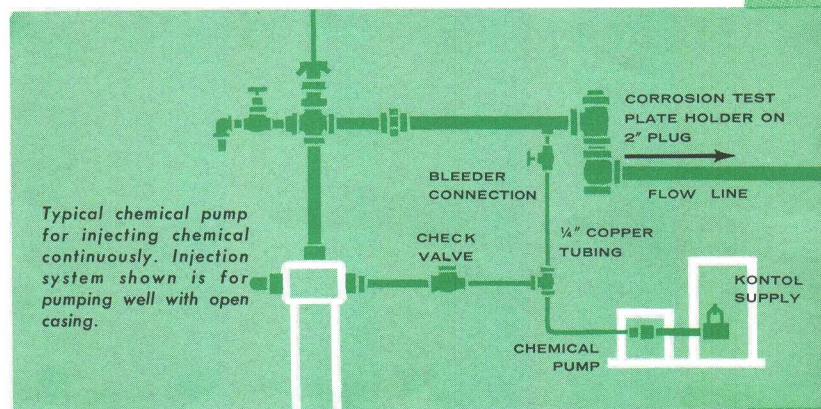 CORROSION TEST
PLATE HOLDER ON
2" PLUG
FLOW LINE
BLEEDER
CONNECTION
¼" COPPER
TUBING
CHECK
VALVE
Typical chemical pump
for injecting chemical
continuously. Injection
system shown is for
pumping well with open
casing.
KONTOL
SUPPLY
CHEMICAL
PUMP